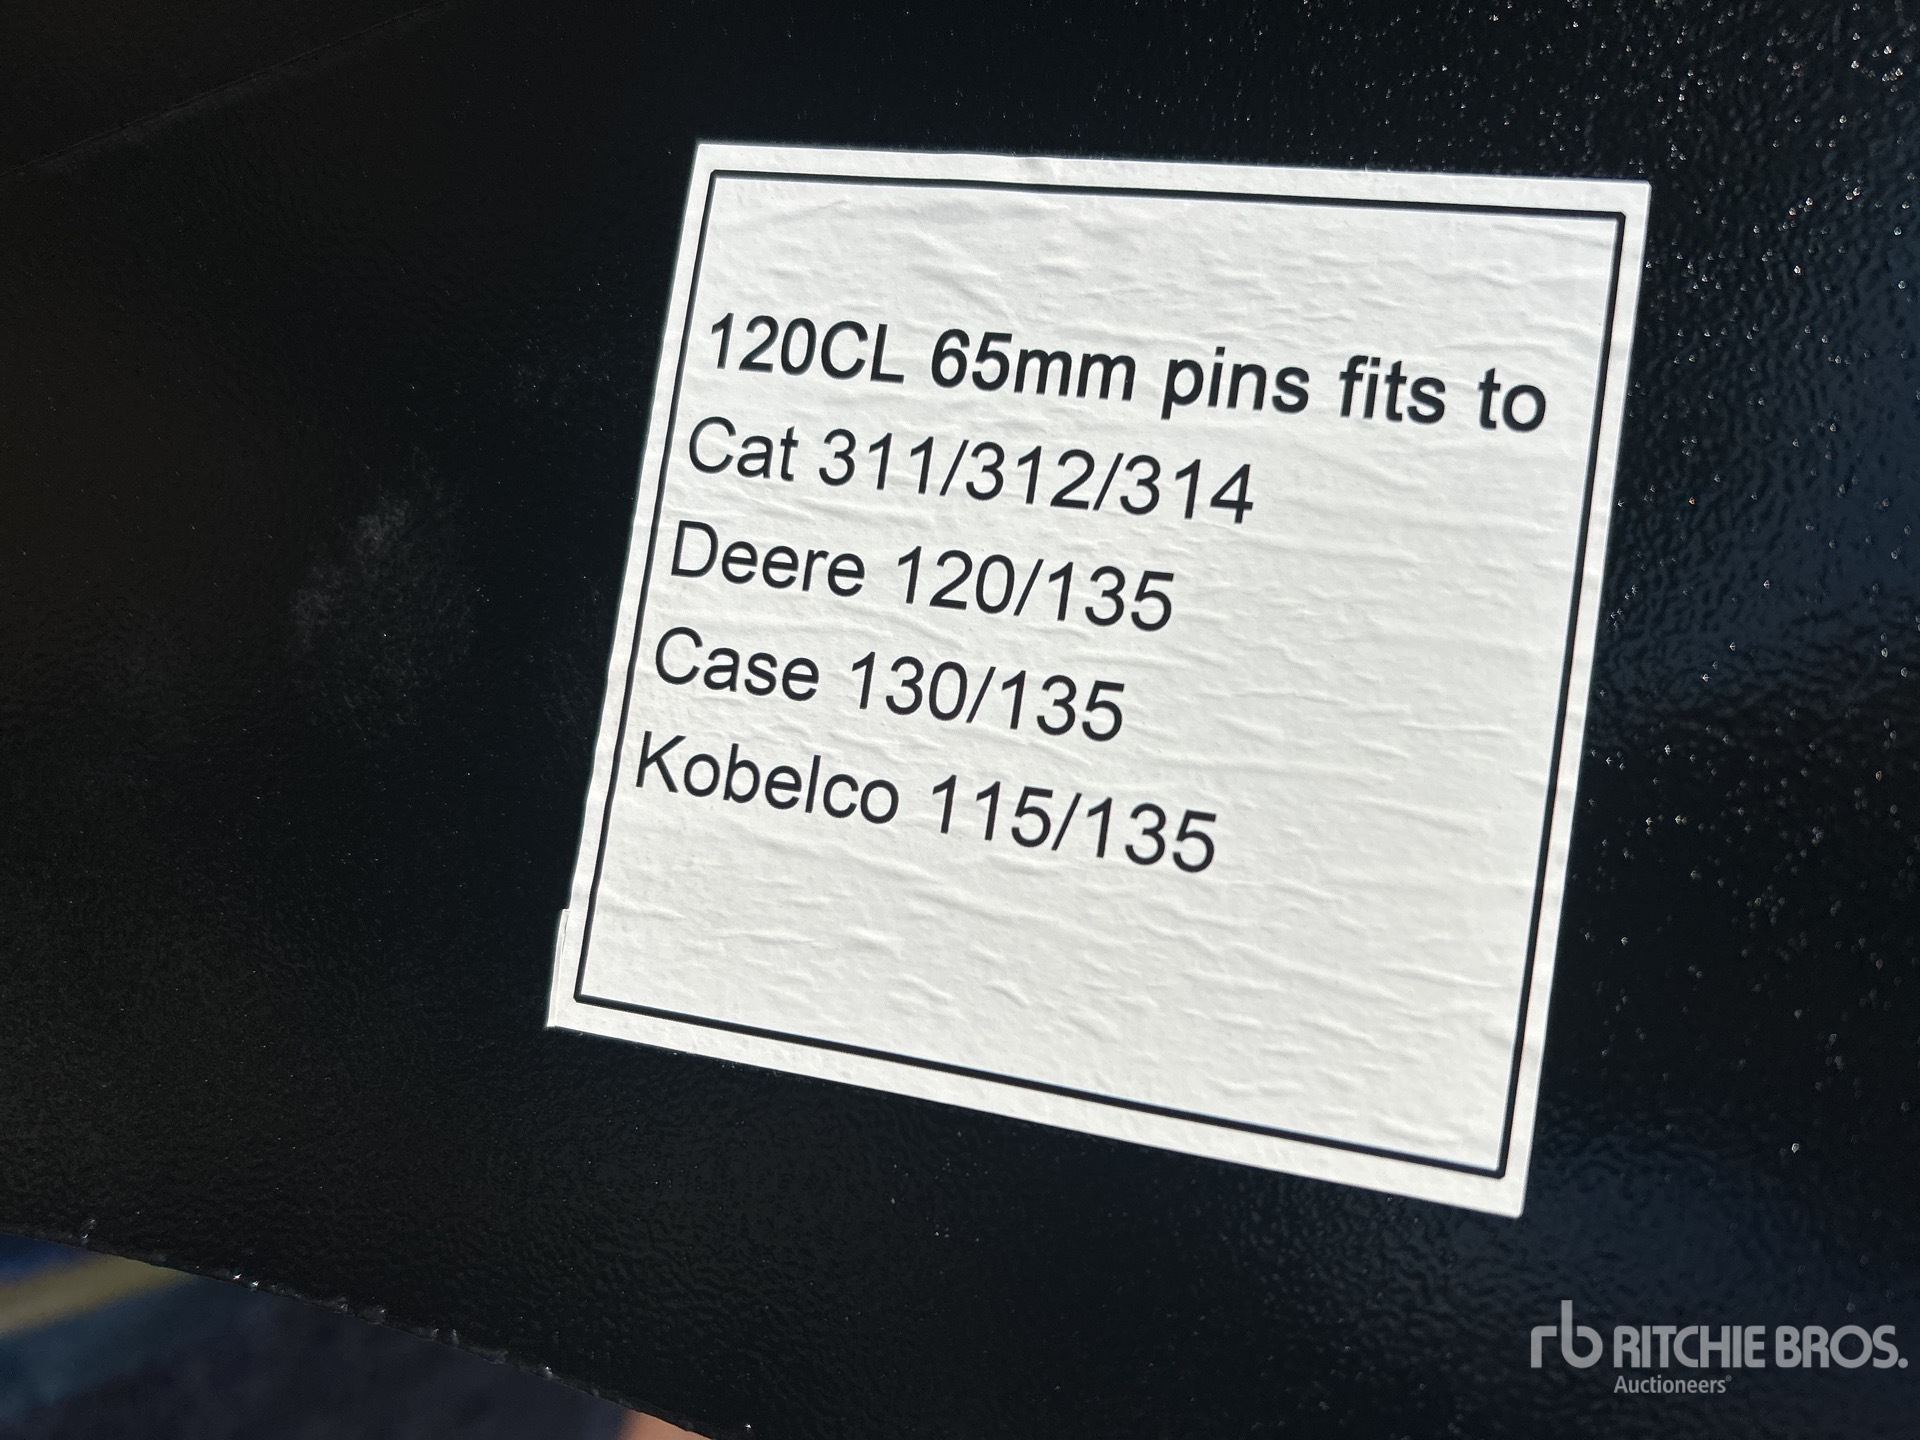 120CL 65mm pins fits to
Cat 311/312/314
Deere 120/135
Case 130/135
Kobelco 115/135
rb RITCHIE BROS.
Auctioneers®